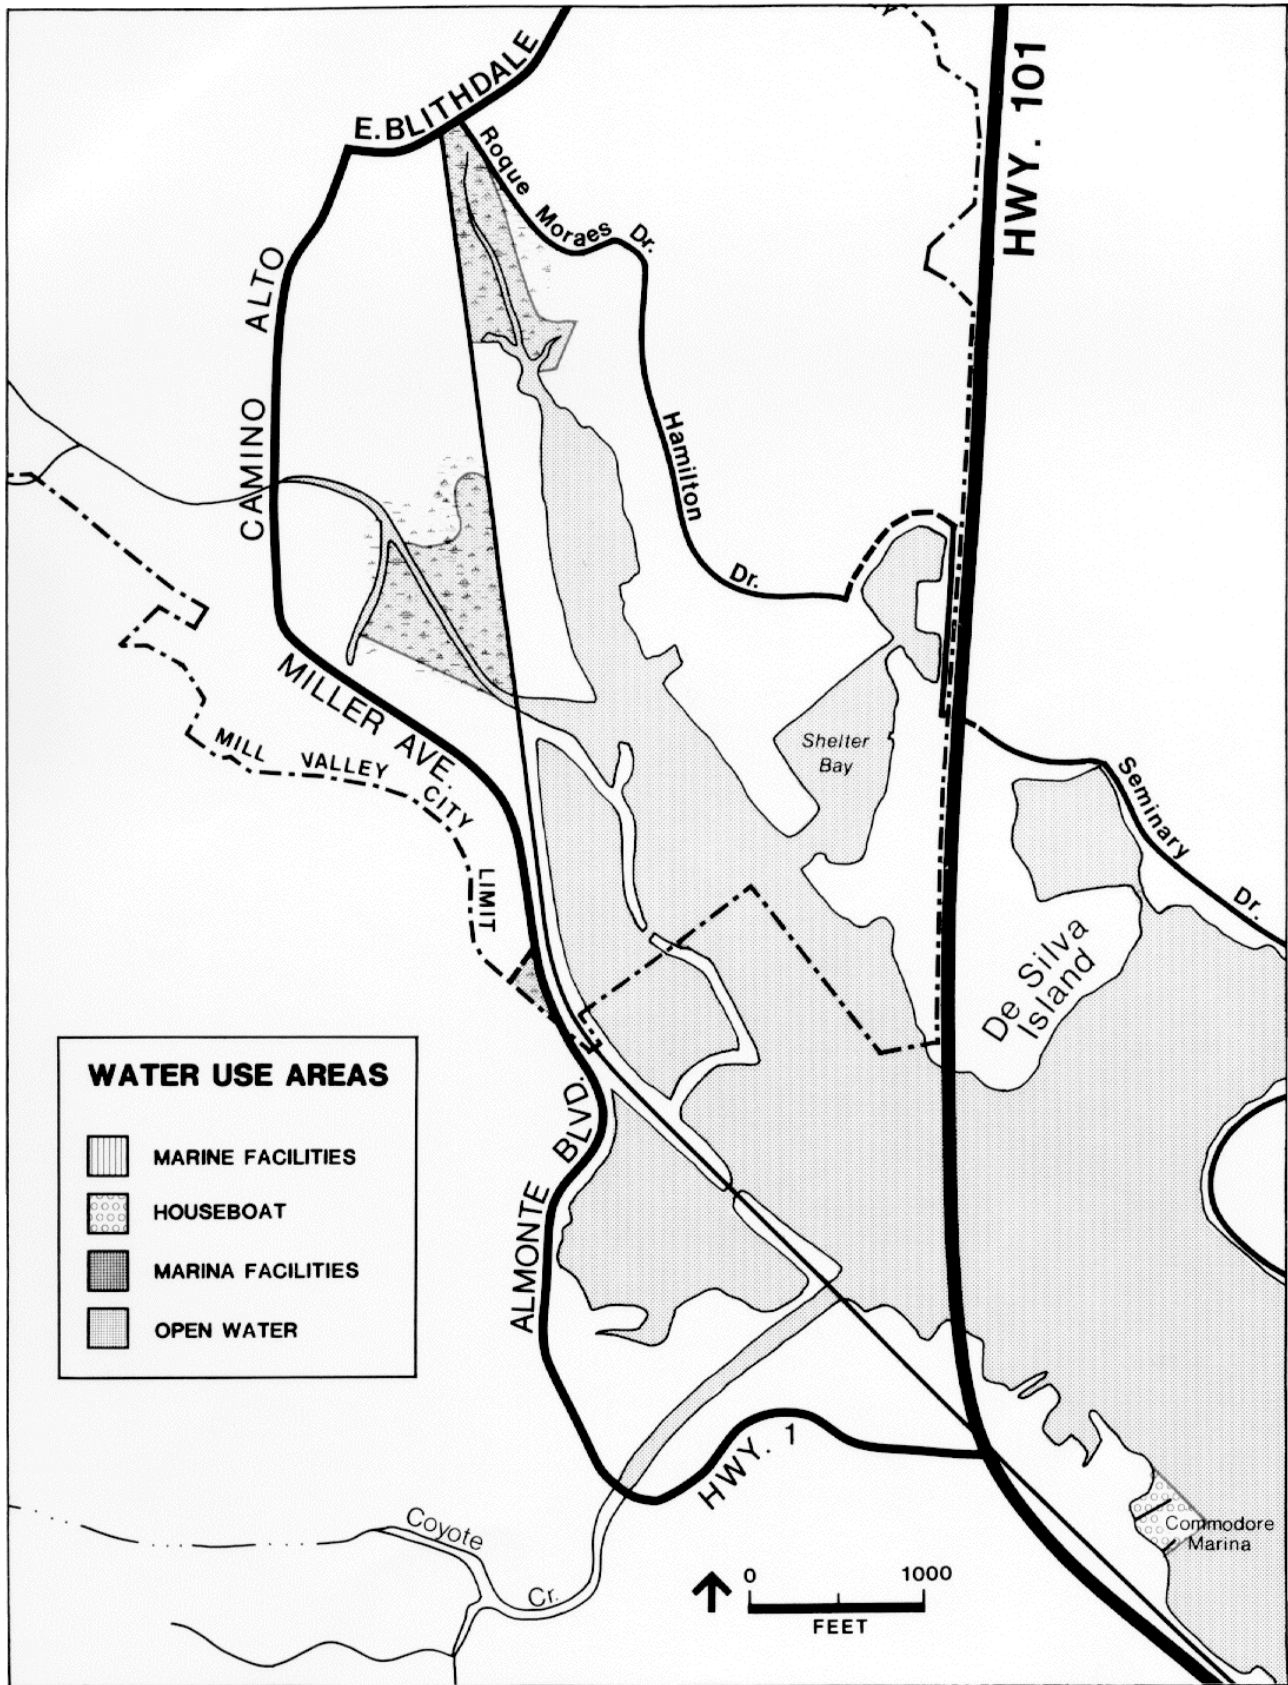 E. BLITHDALE
HWY. 101
Roque Moraes Dr.
CAMINO ALTO
Hamilton Dr.
MILLER AVE.
MILL VALLEY CITY LIMIT
Shelter
Bay
Seminary Dr.
De Silva
Island
WATER USE AREAS
MARINE FACILITIES
HOUSEBOAT
MARINA FACILITIES
OPEN WATER
ALMONTE BLVD.
HWY. 1
Coyote Cr.
Commodore
Marina
0 1000
FEET